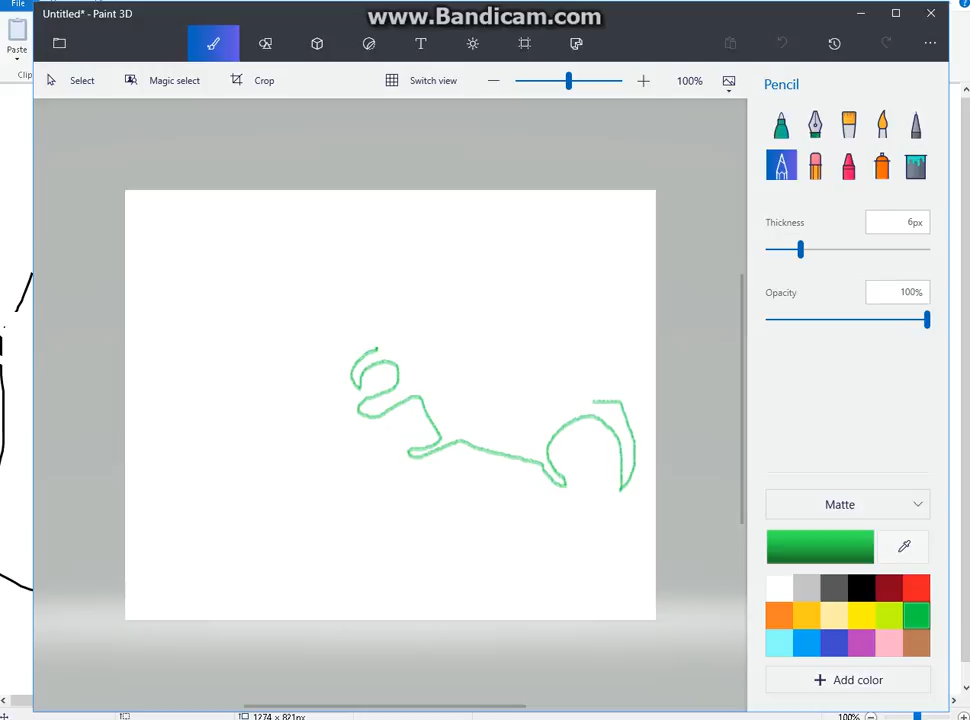 File
Untitled* - Paint 3D
www.Bandicam.com
Paste
Select
Magic select
Crop
Switch view
100%
Pencil
Thickness
6px
Opacity
100%
Matte
Add color
1274 × 821px
100%